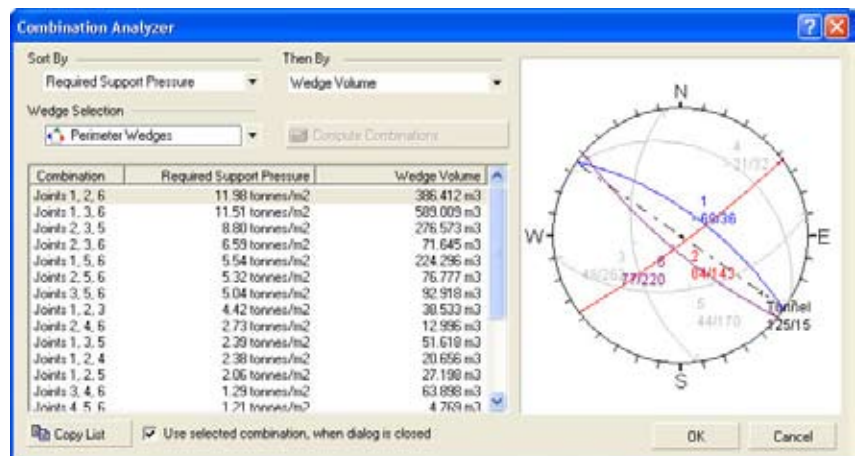 Combination Analyzer
Sort By
Then By
Required Support Pressure
Wedge Volume
Wedge Selection
Perimeter Wedges
Compute Combinations
Combination Required Support Pressure Wedge Volume
Joints 1, 2, 6 11.98 tonnes/m2 386.412 m3
Joints 1, 3, 6 11.51 tonnes/m2 589.009 m3
Joints 2, 3, 5 8.80 tonnes/m2 276.573 m3
Joints 2, 3, 6 6.59 tonnes/m2 71.645 m3
Joints 1, 5, 6 5.54 tonnes/m2 224.296 m3
Joints 2, 5, 6 5.32 tonnes/m2 76.777 m3
Joints 3, 5, 6 5.04 tonnes/m2 92.918 m3
Joints 1, 2, 3 4.42 tonnes/m2 38.533 m3
Joints 2, 4, 6 2.73 tonnes/m2 12.996 m3
Joints 1, 3, 5 2.39 tonnes/m2 51.618 m3
Joints 1, 2, 4 2.38 tonnes/m2 20.656 m3
Joints 1, 2, 5 2.06 tonnes/m2 27.198 m3
Joints 3, 4, 6 1.29 tonnes/m2 63.898 m3
Joints 4, 5, 6 1.21 tonnes/m2 4.769 m3
Copy List
Use selected combination, when dialog is closed
N
4
1
69/36
W
E
3
6
2
77/220
84/143
5
44/170
Tunnel
125/15
S
OK
Cancel